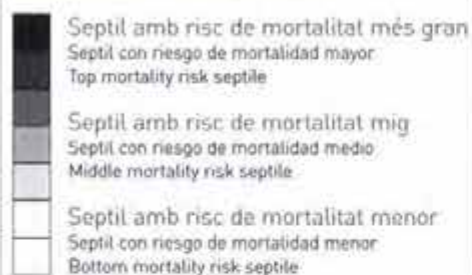 Septil amb risc de mortalitat més gran
Septil con riesgo de mortalidad mayor
Top mortality risk septile
Septil amb risc de mortalitat mig
Septil con riesgo de mortalidad medio
Middle mortality risk septile
Septil amb risc de mortalitat menor
Septil con riesgo de mortalidad menor
Bottom mortality risk septile